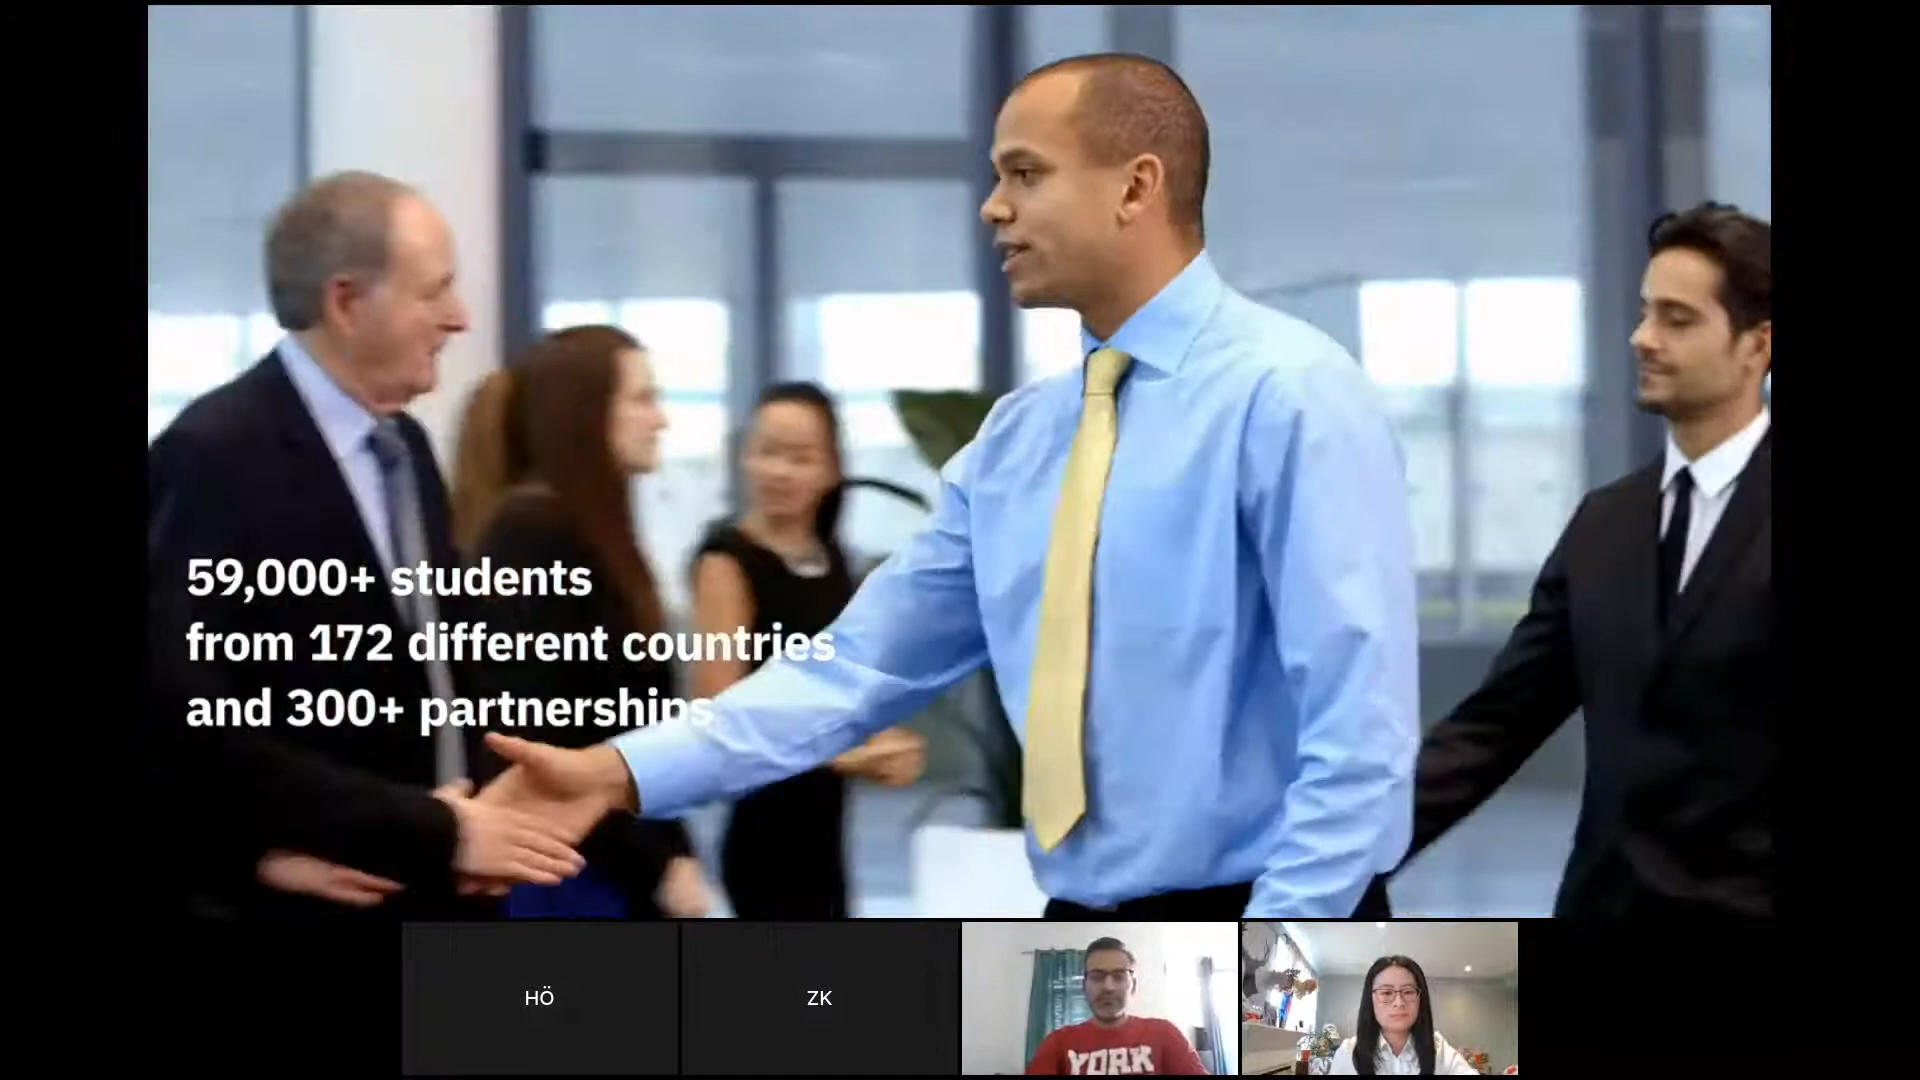 59,000+ students
from 172 different countries
and 300+ partnerships
HÖ
ZK
YORK